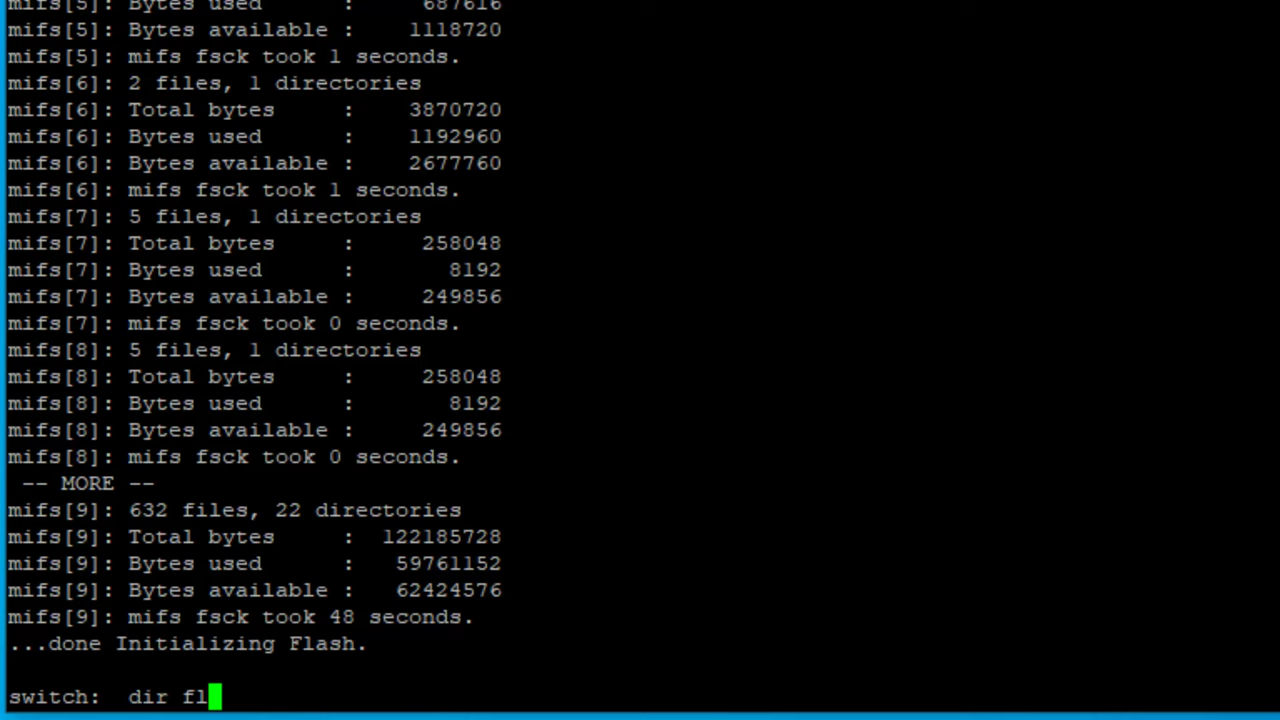 mifs[5]: Bytes used      :     687616
mifs[5]: Bytes available :    1118720
mifs[5]: mifs fsck took 1 seconds.
mifs[6]: 2 files, 1 directories
mifs[6]: Total bytes     :    3870720
mifs[6]: Bytes used      :    1192960
mifs[6]: Bytes available :    2677760
mifs[6]: mifs fsck took 1 seconds.
mifs[7]: 5 files, 1 directories
mifs[7]: Total bytes     :     258048
mifs[7]: Bytes used      :       8192
mifs[7]: Bytes available :     249856
mifs[7]: mifs fsck took 0 seconds.
mifs[8]: 5 files, 1 directories
mifs[8]: Total bytes     :     258048
mifs[8]: Bytes used      :       8192
mifs[8]: Bytes available :     249856
mifs[8]: mifs fsck took 0 seconds.
 -- MORE --
mifs[9]: 632 files, 22 directories
mifs[9]: Total bytes     :  122185728
mifs[9]: Bytes used      :   59761152
mifs[9]: Bytes available :   62424576
mifs[9]: mifs fsck took 48 seconds.
...done Initializing Flash.
switch:  dir fl